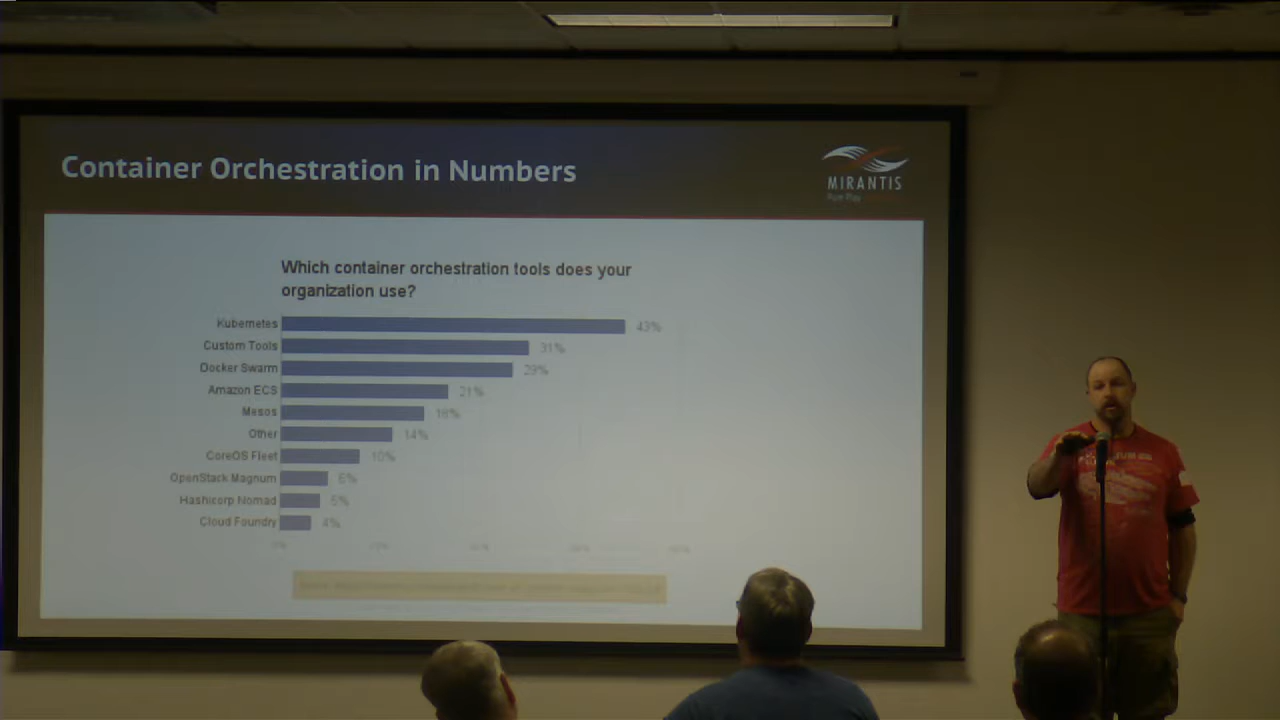 Container Orchestration in Numbers
MIRANTIS
Pure Play
Which container orchestration tools does your
organization use?
Kubernetes 43%
Custom Tools 31%
Docker Swarm 29%
Amazon ECS 21%
Mesos 18%
Other 14%
CoreOS Fleet 10%
OpenStack Magnum 6%
Hashicorp Nomad 5%
Cloud Foundry 4%